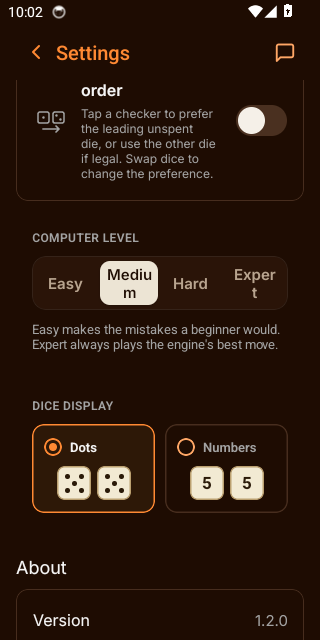 10:02
Settings
order
Tap a checker to prefer
the leading unspent
die, or use the other die
if legal. Swap dice to
change the preference.
COMPUTER LEVEL
Easy
Mediu
m
Hard
Exper
t
Easy makes the mistakes a beginner would.
Expert always plays the engine's best move.
DICE DISPLAY
Dots
Numbers
5 5
About
Version 1.2.0